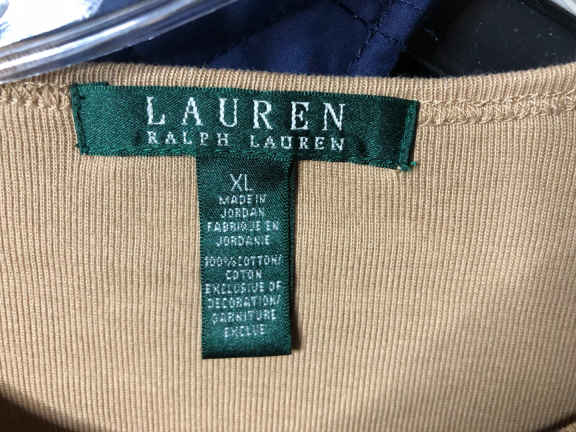 LAUREN
RALPH LAUREN
XL
MADE IN
JORDAN
FABRIQUE EN
JORDANIE
100%COTTON/
COTON
EXCLUSIVE OF
DECORATION/
GARNITURE
EXCLUE